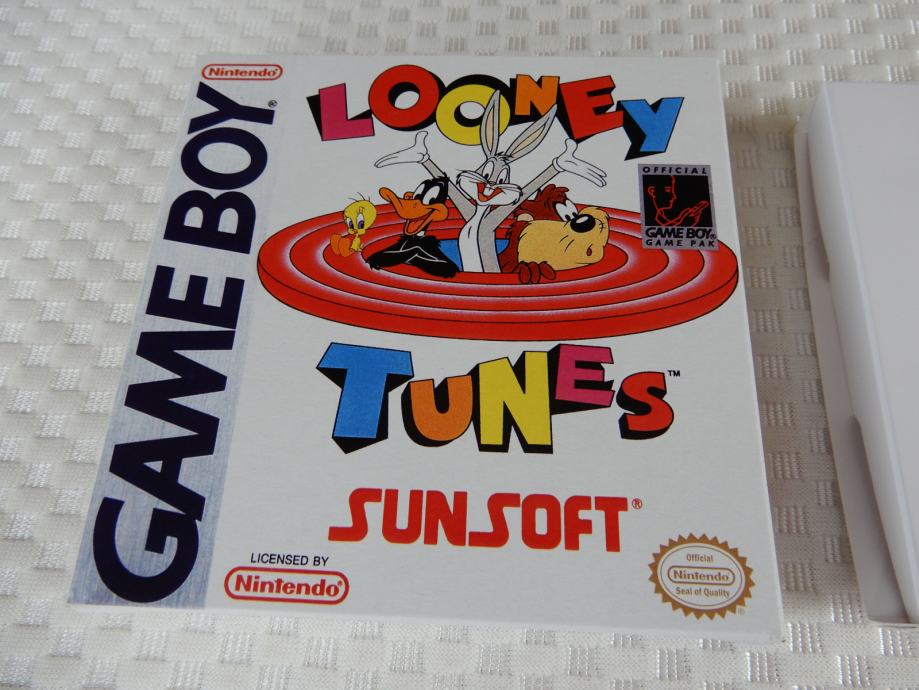 Nintendo®
GAME BOY®
LOONEY
OFFICIAL
GAME BOY®
GAME PAK
TUNES™
SUNSOFT®
LICENSED BY
Nintendo®
Official
Nintendo
Seal of Quality